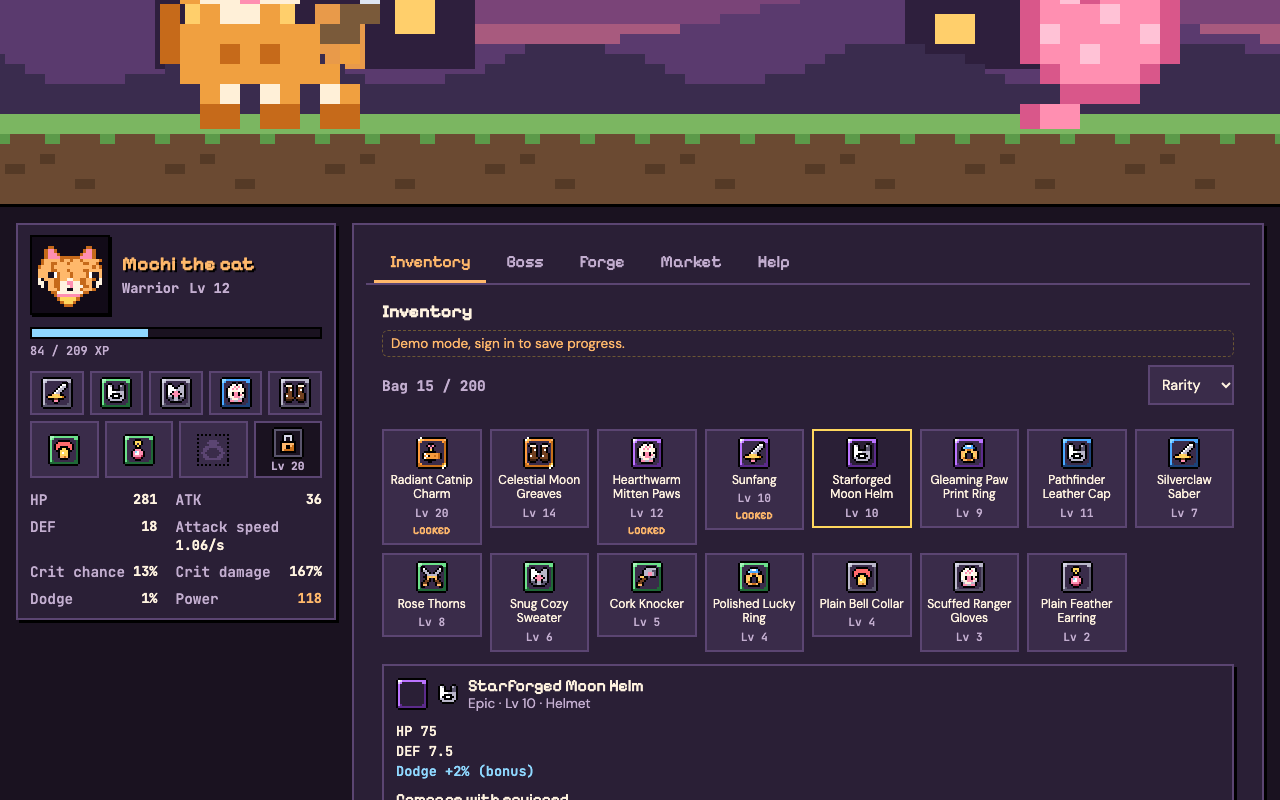 Mochi the cat
Warrior Lv 12
84 / 209 XP
Lv 20
HP 281 ATK 36
DEF 18 Attack speed
1.06/s
Crit chance 13% Crit damage 167%
Dodge 1% Power 118
Inventory Boss Forge Market Help
Inventory
Demo mode, sign in to save progress.
Bag 15 / 200 Rarity
Radiant Catnip Charm
Lv 20
LOCKED
Celestial Moon Greaves
Lv 14
Hearthwarm Mitten Paws
Lv 12
LOCKED
Sunfang
Lv 10
LOCKED
Starforged Moon Helm
Lv 10
Gleaming Paw Print Ring
Lv 9
Pathfinder Leather Cap
Lv 11
Silverclaw Saber
Lv 7
Rose Thorns
Lv 8
Snug Cozy Sweater
Lv 6
Cork Knocker
Lv 5
Polished Lucky Ring
Lv 4
Plain Bell Collar
Lv 4
Scuffed Ranger Gloves
Lv 3
Plain Feather Earring
Lv 2
Starforged Moon Helm
Epic · Lv 10 · Helmet
HP 75
DEF 7.5
Dodge +2% (bonus)